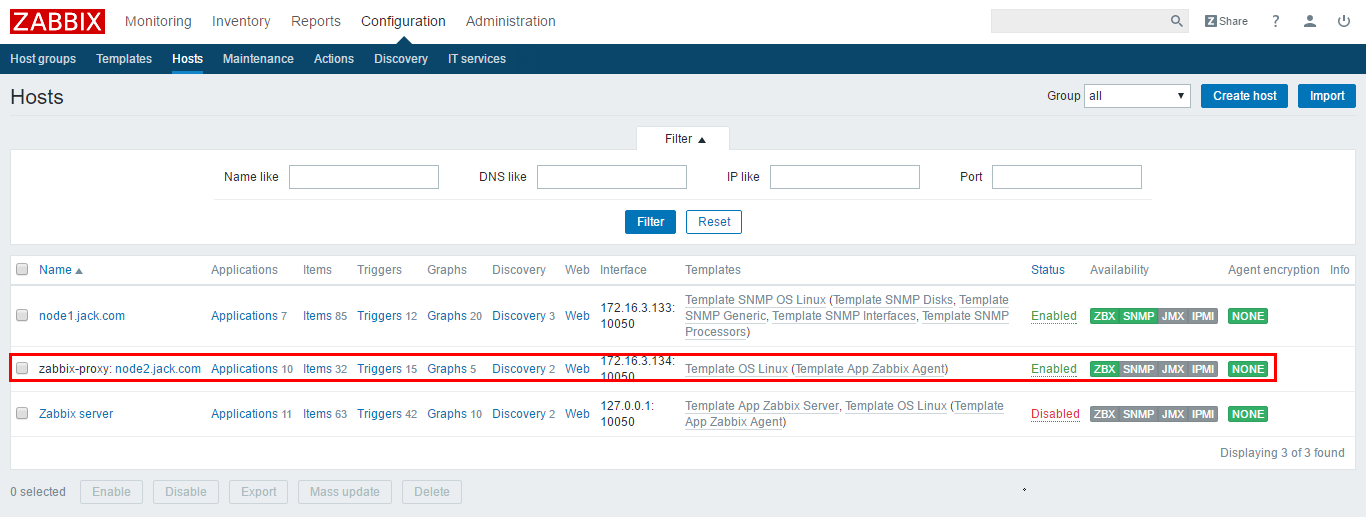 ZABBIX Monitoring Inventory Reports Configuration Administration Z Share ?
Host groups Templates Hosts Maintenance Actions Discovery IT services
Hosts Group all Create host Import
Filter
Name like DNS like IP like Port
Filter Reset
Name Applications Items Triggers Graphs Discovery Web Interface Templates Status Availability Agent encryption Info
node1.jack.com Applications 7 Items 85 Triggers 12 Graphs 20 Discovery 3 Web 172.16.3.133: 10050 Template SNMP OS Linux (Template SNMP Disks, Template SNMP Generic, Template SNMP Interfaces, Template SNMP Processors) Enabled ZBX SNMP JMX IPMI NONE
zabbix-proxy: node2.jack.com Applications 10 Items 32 Triggers 15 Graphs 5 Discovery 2 Web 172.16.3.134: 10050 Template OS Linux (Template App Zabbix Agent) Enabled ZBX SNMP JMX IPMI NONE
Zabbix server Applications 11 Items 63 Triggers 42 Graphs 10 Discovery 2 Web 127.0.0.1: 10050 Template App Zabbix Server, Template OS Linux (Template App Zabbix Agent) Disabled ZBX SNMP JMX IPMI NONE
Displaying 3 of 3 found
0 selected Enable Disable Export Mass update Delete